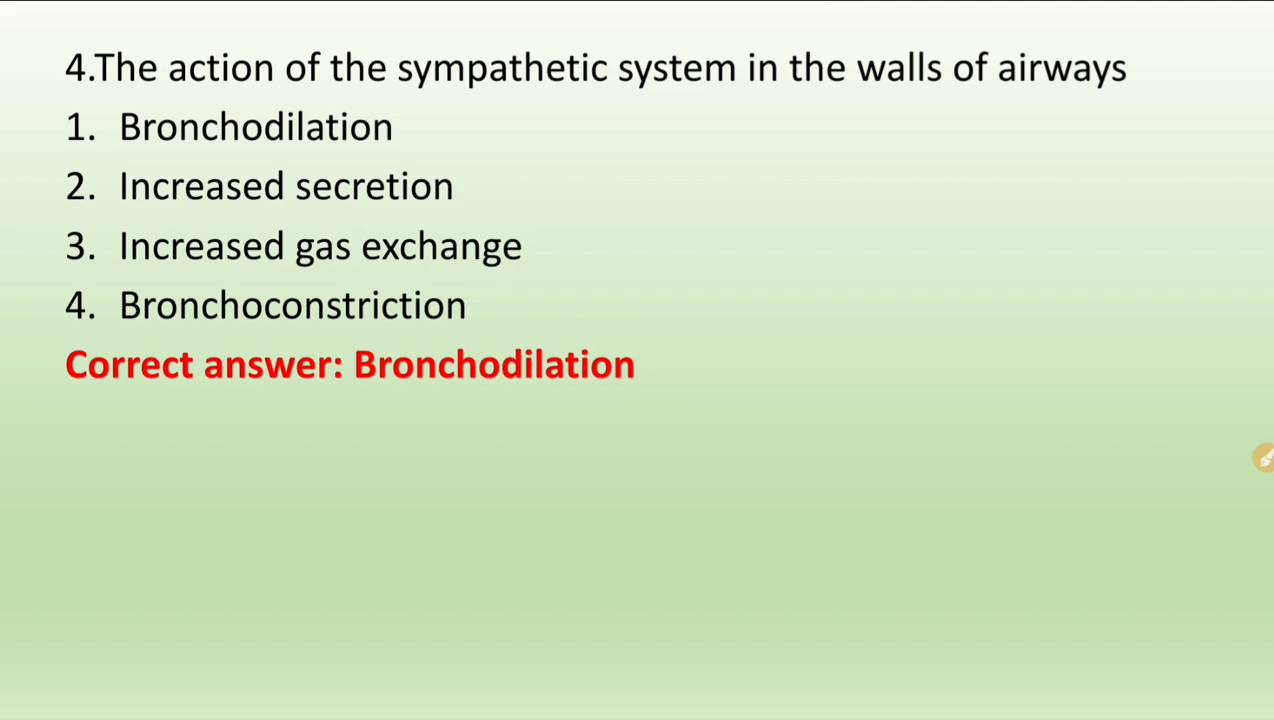 4.The action of the sympathetic system in the walls of airways
1. Bronchodilation
2. Increased secretion
3. Increased gas exchange
4. Bronchoconstriction
Correct answer: Bronchodilation